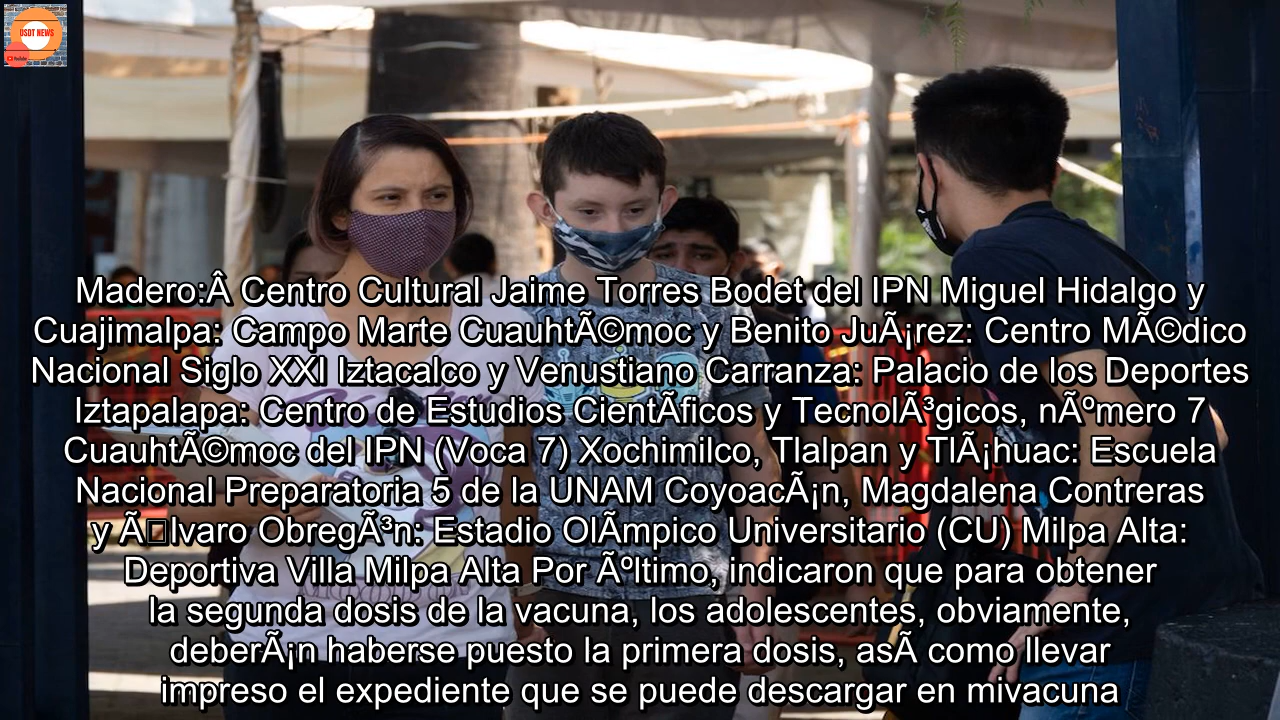 USDT NEWS
Madero:Â Centro Cultural Jaime Torres Bodet del IPN Miguel Hidalgo y
Cuajimalpa: Campo Marte CuauhtÃ©moc y Benito JuÃ¡rez: Centro MÃ©dico
Nacional Siglo XXI Iztacalco y Venustiano Carranza: Palacio de los Deportes
Iztapalapa: Centro de Estudios CientÃficos y TecnolÃ³gicos, nÃºmero 7
CuauhtÃ©moc del IPN (Voca 7) Xochimilco, Tlalpan y TlÃ¡huac: Escuela
Nacional Preparatoria 5 de la UNAM CoyoacÃ¡n, Magdalena Contreras
y Ã□lvaro ObregÃ³n: Estadio OlÃmpico Universitario (CU) Milpa Alta:
Deportiva Villa Milpa Alta Por Ãºltimo, indicaron que para obtener
la segunda dosis de la vacuna, los adolescentes, obviamente,
deberÃ¡n haberse puesto la primera dosis, asÃ como llevar
impreso el expediente que se puede descargar en mivacuna